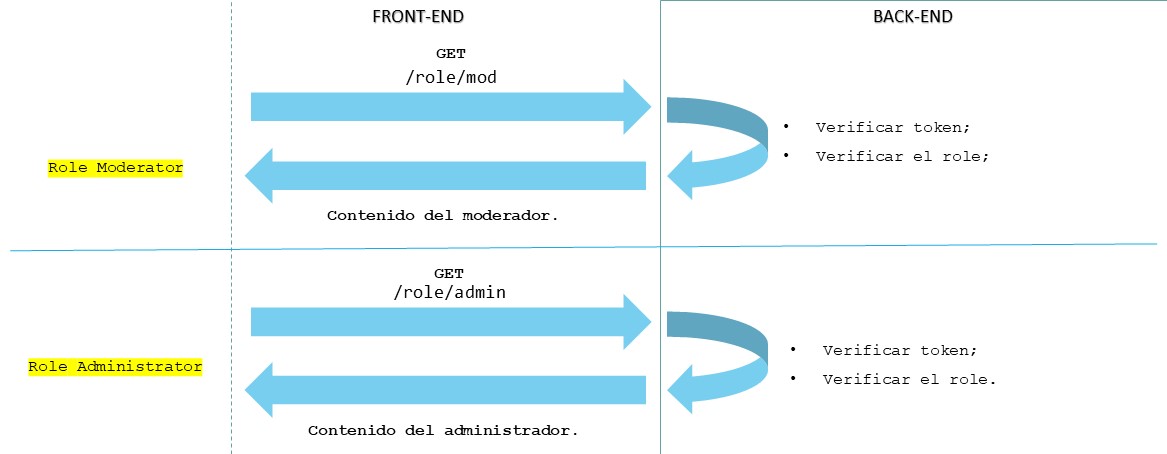 FRONT-END
BACK-END
GET
/role/mod
• Verificar token;
• Verificar el role;
Role Moderator
Contenido del moderador.
GET
/role/admin
• Verificar token;
• Verificar el role.
Role Administrator
Contenido del administrador.